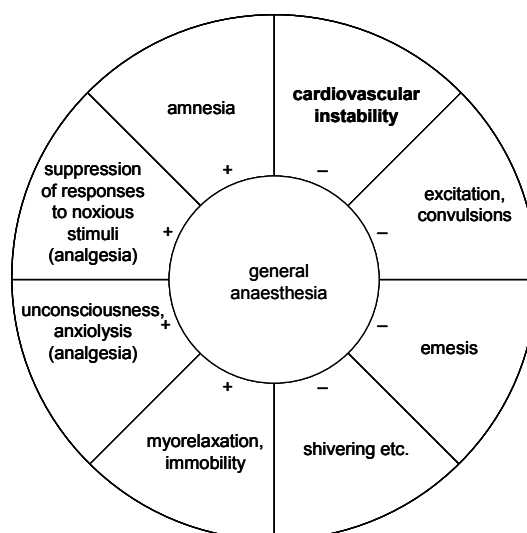 amnesia
+
cardiovascular
instability
–
excitation,
convulsions
–
emesis
–
shivering etc.
–
myorelaxation,
immobility
+
unconsciousness,
anxiolysis
(analgesia)
+
suppression
of responses
to noxious
stimuli
(analgesia)
+
general
anaesthesia